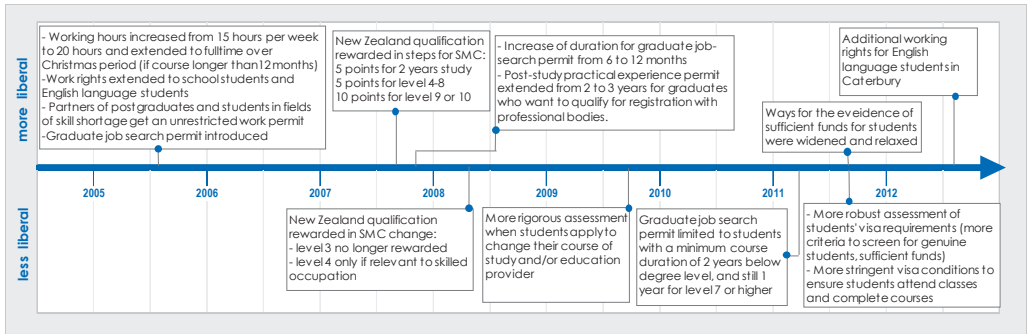 more liberal
- Working hours increased from 15 hours per week
to 20 hours and extended to fulltime over
Christmas period (if course longer than 12 months)
-Work rights extended to school students and
English language students
- Partners of postgraduates and students in fields
of skill shortage get an unrestricted work permit
-Graduate job search permit introduced
New Zealand qualification
rewarded in steps for SMC:
5 points for 2 years study
5 points for level 4-8
10 points for level 9 or 10
- Increase of duration for graduate job-
search permit from 6 to 12 months
- Post-study practical experience permit
extended from 2 to 3 years for graduates
who want to qualify for registration with
professional bodies.
Additional working
rights for English
language students in
Caterbury
Ways for the eveidence of
sufficient funds for students
were widened and relaxed
2005
2006
2007
2008
2009
2010
2011
2012
less liberal
New Zealand qualification
rewarded in SMC change:
- level 3 no longer rewarded
- level 4 only if relevant to skilled
occupation
More rigorous assessment
when students apply to
change their course of
study and/or education
provider
Graduate job search
permit limited to students
with a minimum course
duration of 2 years below
degree level, and still 1
year for level 7 or higher
- More robust assessment of
students' visa requirements (more
criteria to screen for genuine
students, sufficient funds)
- More stringent visa conditions to
ensure students attend classes
and complete courses